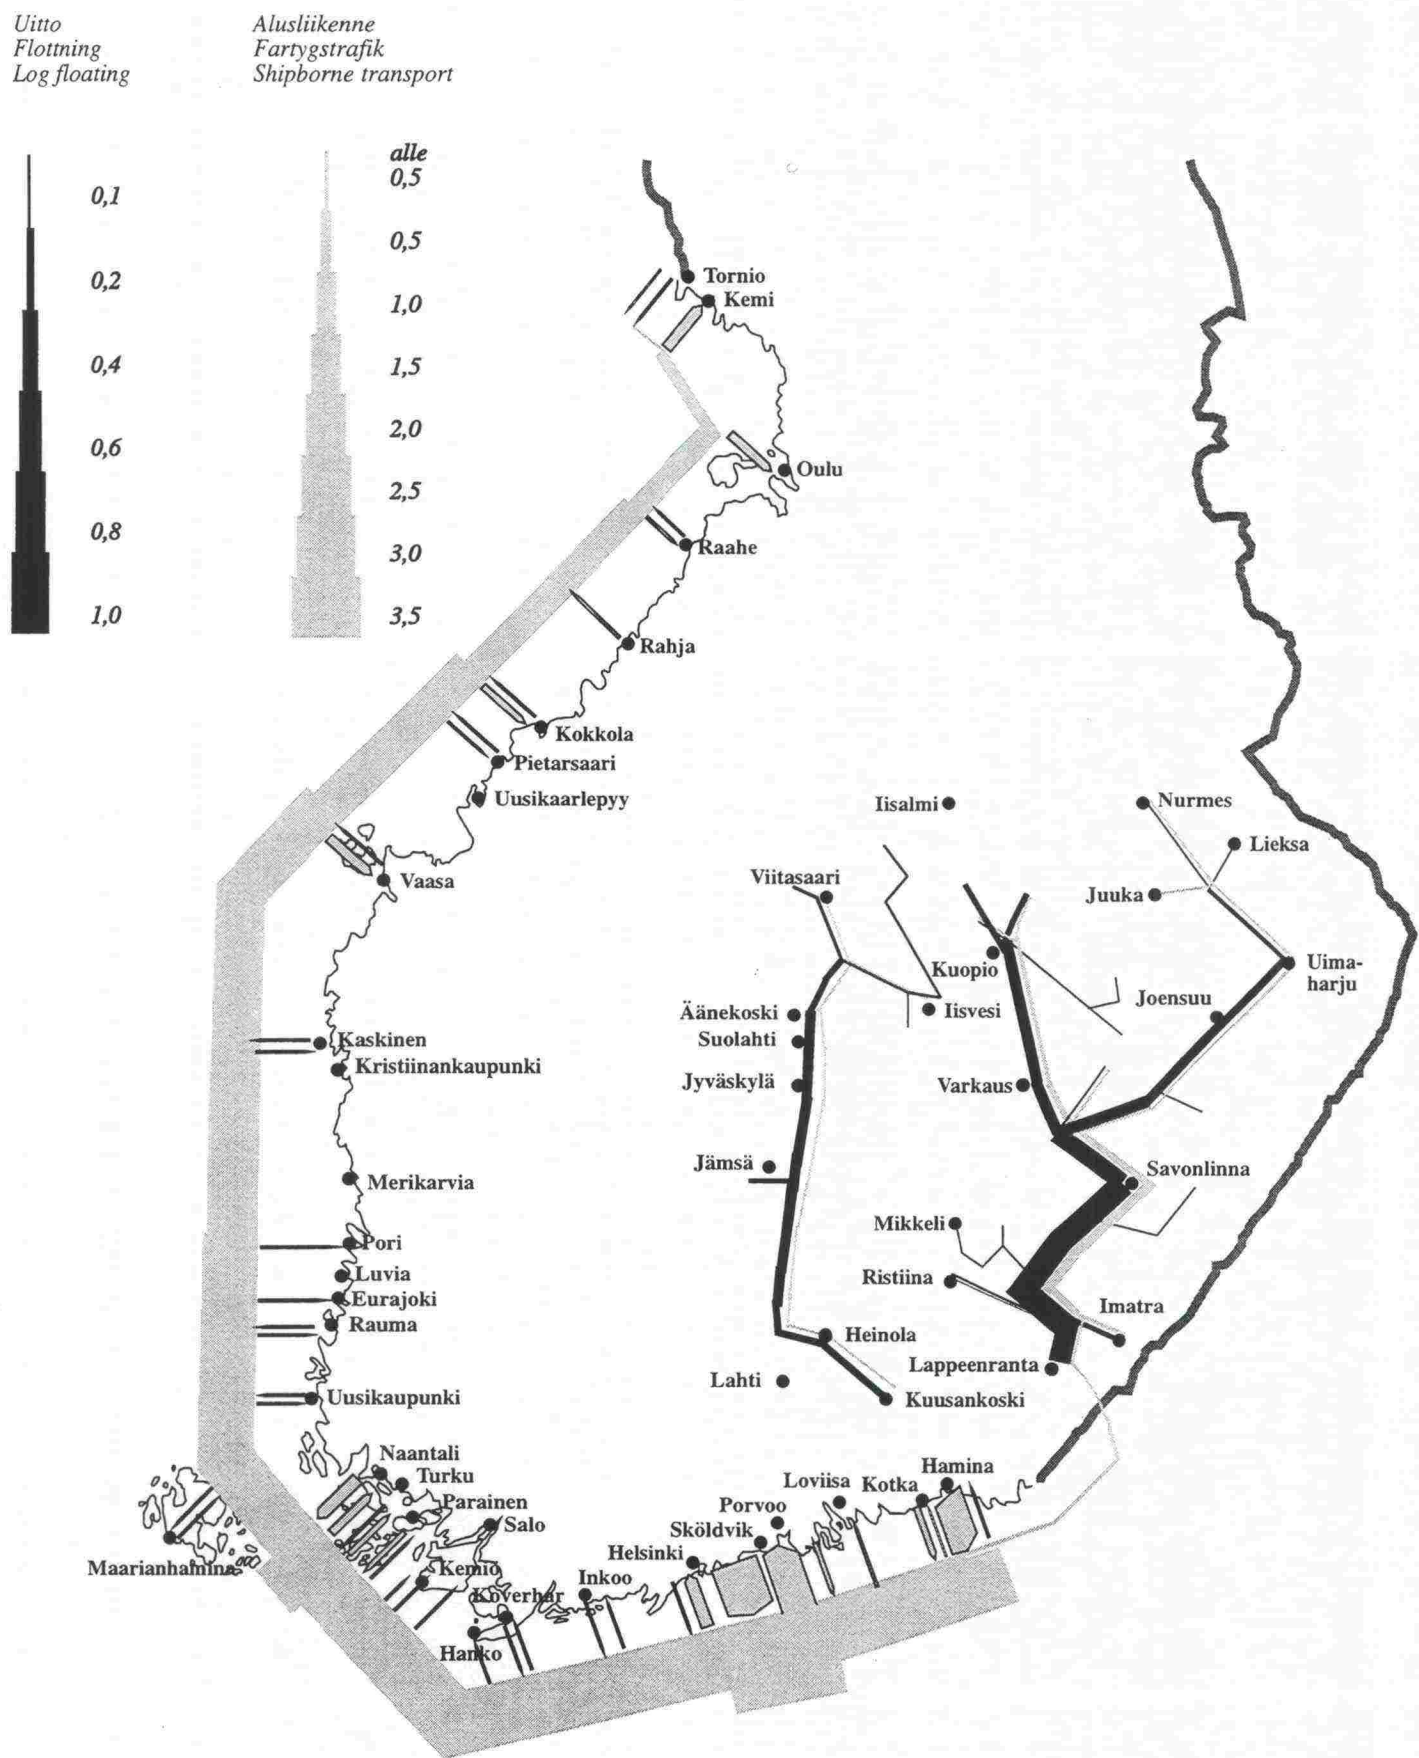 Uitto
Flottning
Log floating
Alusliikenne
Fartygstrafik
Shipborne transport
0,1
0,2
0,4
0,6
0,8
1,0
alle
0,5
0,5
1,0
1,5
2,0
2,5
3,0
3,5
Tornio
Kemi
Oulu
Raahe
Rahja
Kokkola
Pietarsaari
Uusikaarlepyy
Vaasa
Kaskinen
Kristiinankaupunki
Merikarvia
Pori
Luvia
Eurajoki
Rauma
Uusikaupunki
Naantali
Turku
Parainen
Salo
Maarianhamina
Kemiö
Koverhar
Hanko
Inkoo
Helsinki
Sköldvik
Porvoo
Loviisa
Kotka
Hamina
Iisalmi
Nurmes
Lieksa
Juuka
Viitasaari
Kuopio
Uima-
harju
Joensuu
Iisvesi
Äänekoski
Suolahti
Jyväskylä
Varkaus
Jämsä
Savonlinna
Mikkeli
Ristiina
Imatra
Heinola
Lappeenranta
Lahti
Kuusankoski